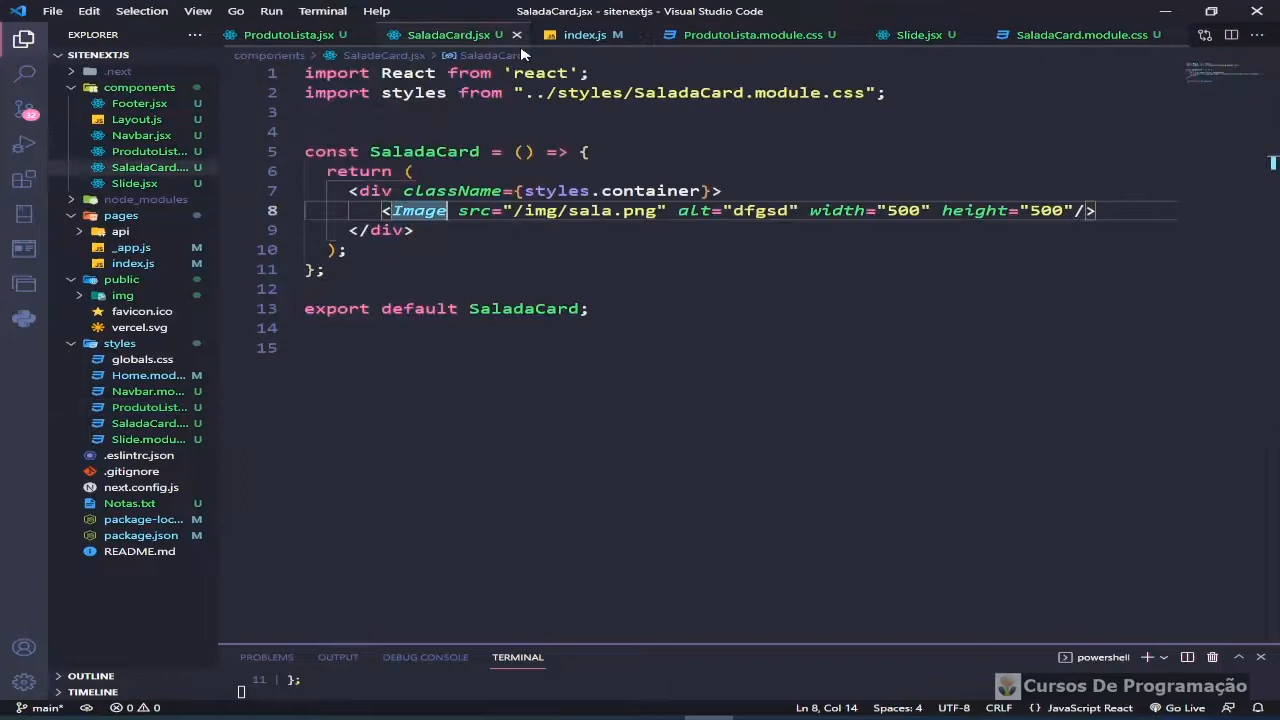 File Edit Selection View Go Run Terminal Help SaladaCard.jsx - sitenextjs - Visual Studio Code
EXPLORER
SITENEXTJS
.next
components
Footer.jsx U
Layout.js U
Navbar.jsx U
ProdutoList... U
SaladaCard.... U
Slide.jsx U
node_modules
pages
api
_app.js M
index.js M
public
img
favicon.ico
vercel.svg
styles
globals.css
Home.mod... M
Navbar.mo... U
ProdutoList... U
SaladaCard.... U
Slide.modu... U
.eslintrc.json
.gitignore
next.config.js
Notas.txt U
package-loc... M
package.json M
README.md
OUTLINE
TIMELINE
32
ProdutoLista.jsx U SaladaCard.jsx U index.js M ProdutoLista.module.css U Slide.jsx U SaladaCard.module.css U
components > SaladaCard.jsx >
1 import React from 'react';
2 import styles from "../styles/SaladaCard.module.css";
3
4
5 const SaladaCard = () => {
6 return (
7 <div className={styles.container}>
8 <Image src="/img/sala.png" alt="dfgsd" width="500" height="500"/>
9 </div>
10 );
11 };
12
13 export default SaladaCard;
14
15
PROBLEMS OUTPUT DEBUG CONSOLE TERMINAL powershell
11 | };
Cursos De Programação
main* 0 0 Ln 8, Col 14 Spaces: 4 UTF-8 CRLF { } JavaScript React Go Live